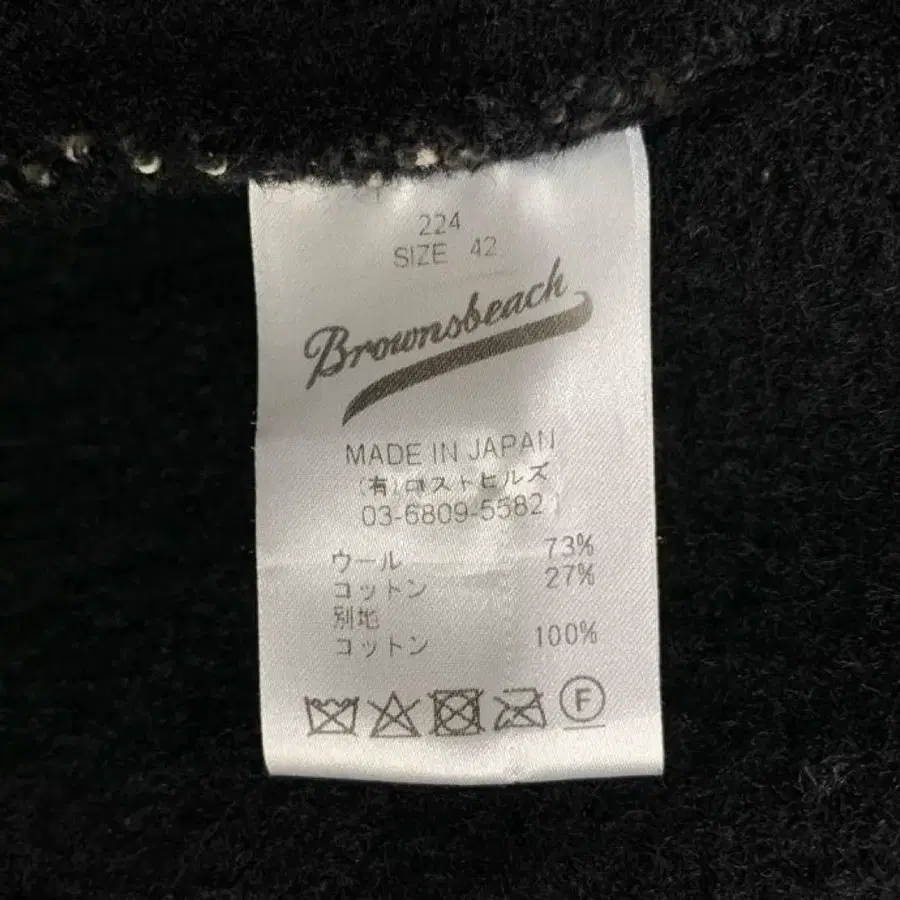 224
SIZE 42
Brownsbeach
MADE IN JAPAN
(有)ロストヒルズ
03-6809-5582
ウール 73%
コットン 27%
別地
コットン 100%
F